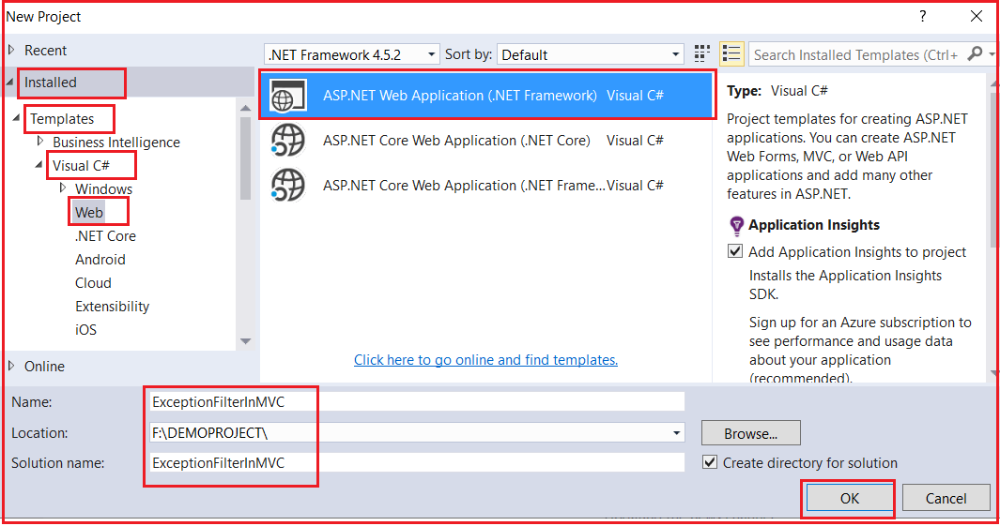 New Project
?
Recent
.NET Framework 4.5.2
Sort by:
Default
Search Installed Templates (Ctrl+
Installed
Templates
Business Intelligence
Visual C#
Windows
Web
.NET Core
Android
Cloud
Extensibility
iOS
Online
ASP.NET Web Application (.NET Framework) Visual C#
ASP.NET Core Web Application (.NET Core) Visual C#
ASP.NET Core Web Application (.NET Frame... Visual C#
Click here to go online and find templates.
Type: Visual C#
Project templates for creating ASP.NET
applications. You can create ASP.NET
Web Forms, MVC, or Web API
applications and add many other
features in ASP.NET.
Application Insights
Add Application Insights to project
Installs the Application Insights
SDK.
Sign up for an Azure subscription to
see performance and usage data
about your application
(recommended).
Name: ExceptionFilterInMVC
Location: F:\DEMOPROJECT\
Browse...
Solution name: ExceptionFilterInMVC
Create directory for solution
OK
Cancel